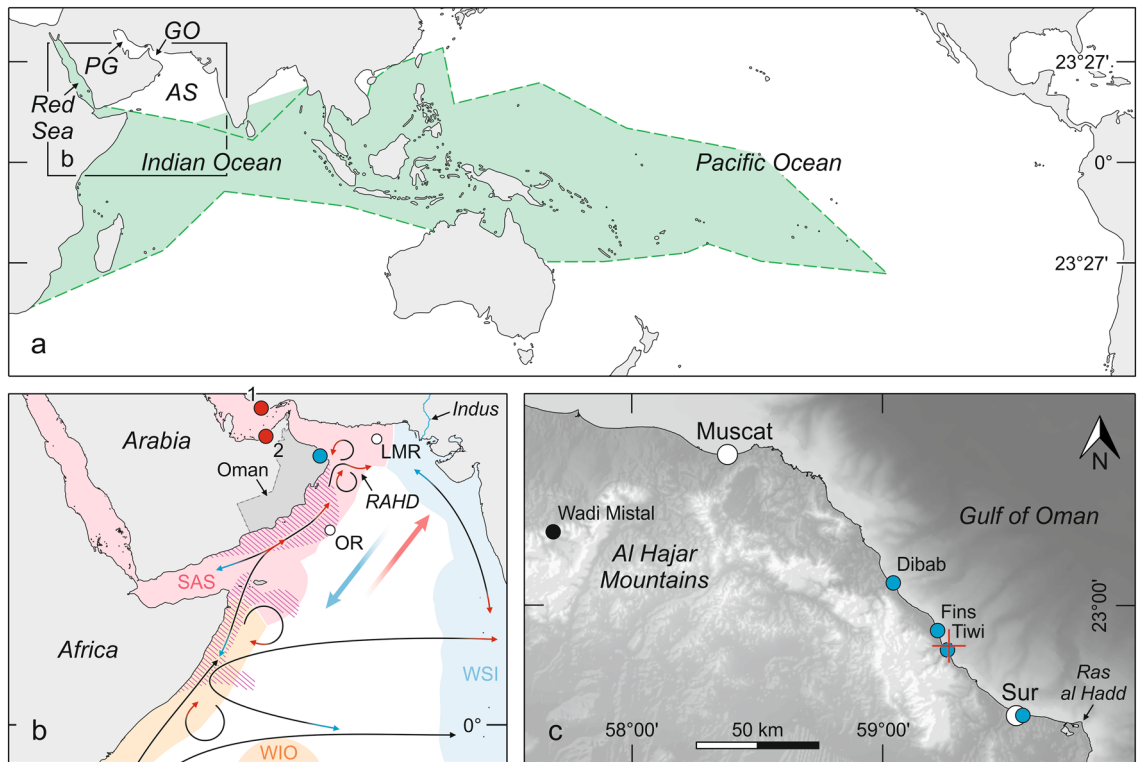 GO
PG
AS
Red
Sea
b
Indian Ocean
Pacific Ocean
23°27'
0°
23°27'
a
1
2
Arabia
Oman
Indus
LMR
RAHD
OR
SAS
Africa
WSI
WIO
0°
b
Muscat
N
Wadi Mistal
Al Hajar
Mountains
Gulf of Oman
Dibab
Fins
Tiwi
23°00'
Ras
al Hadd
Sur
58°00'
50 km
59°00'
c